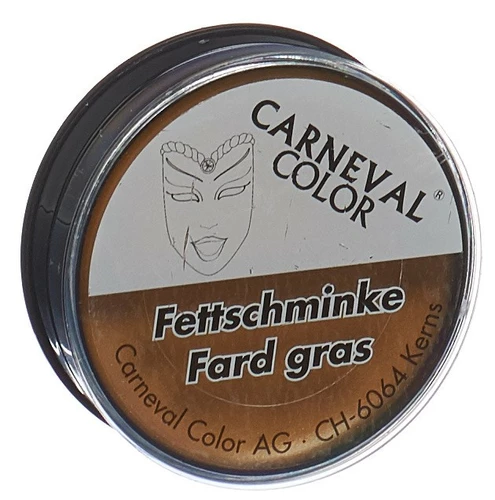 CARNEVAL
COLOR®
Fettschminke
Fard gras
Carneval Color AG · CH-6064 Kerns